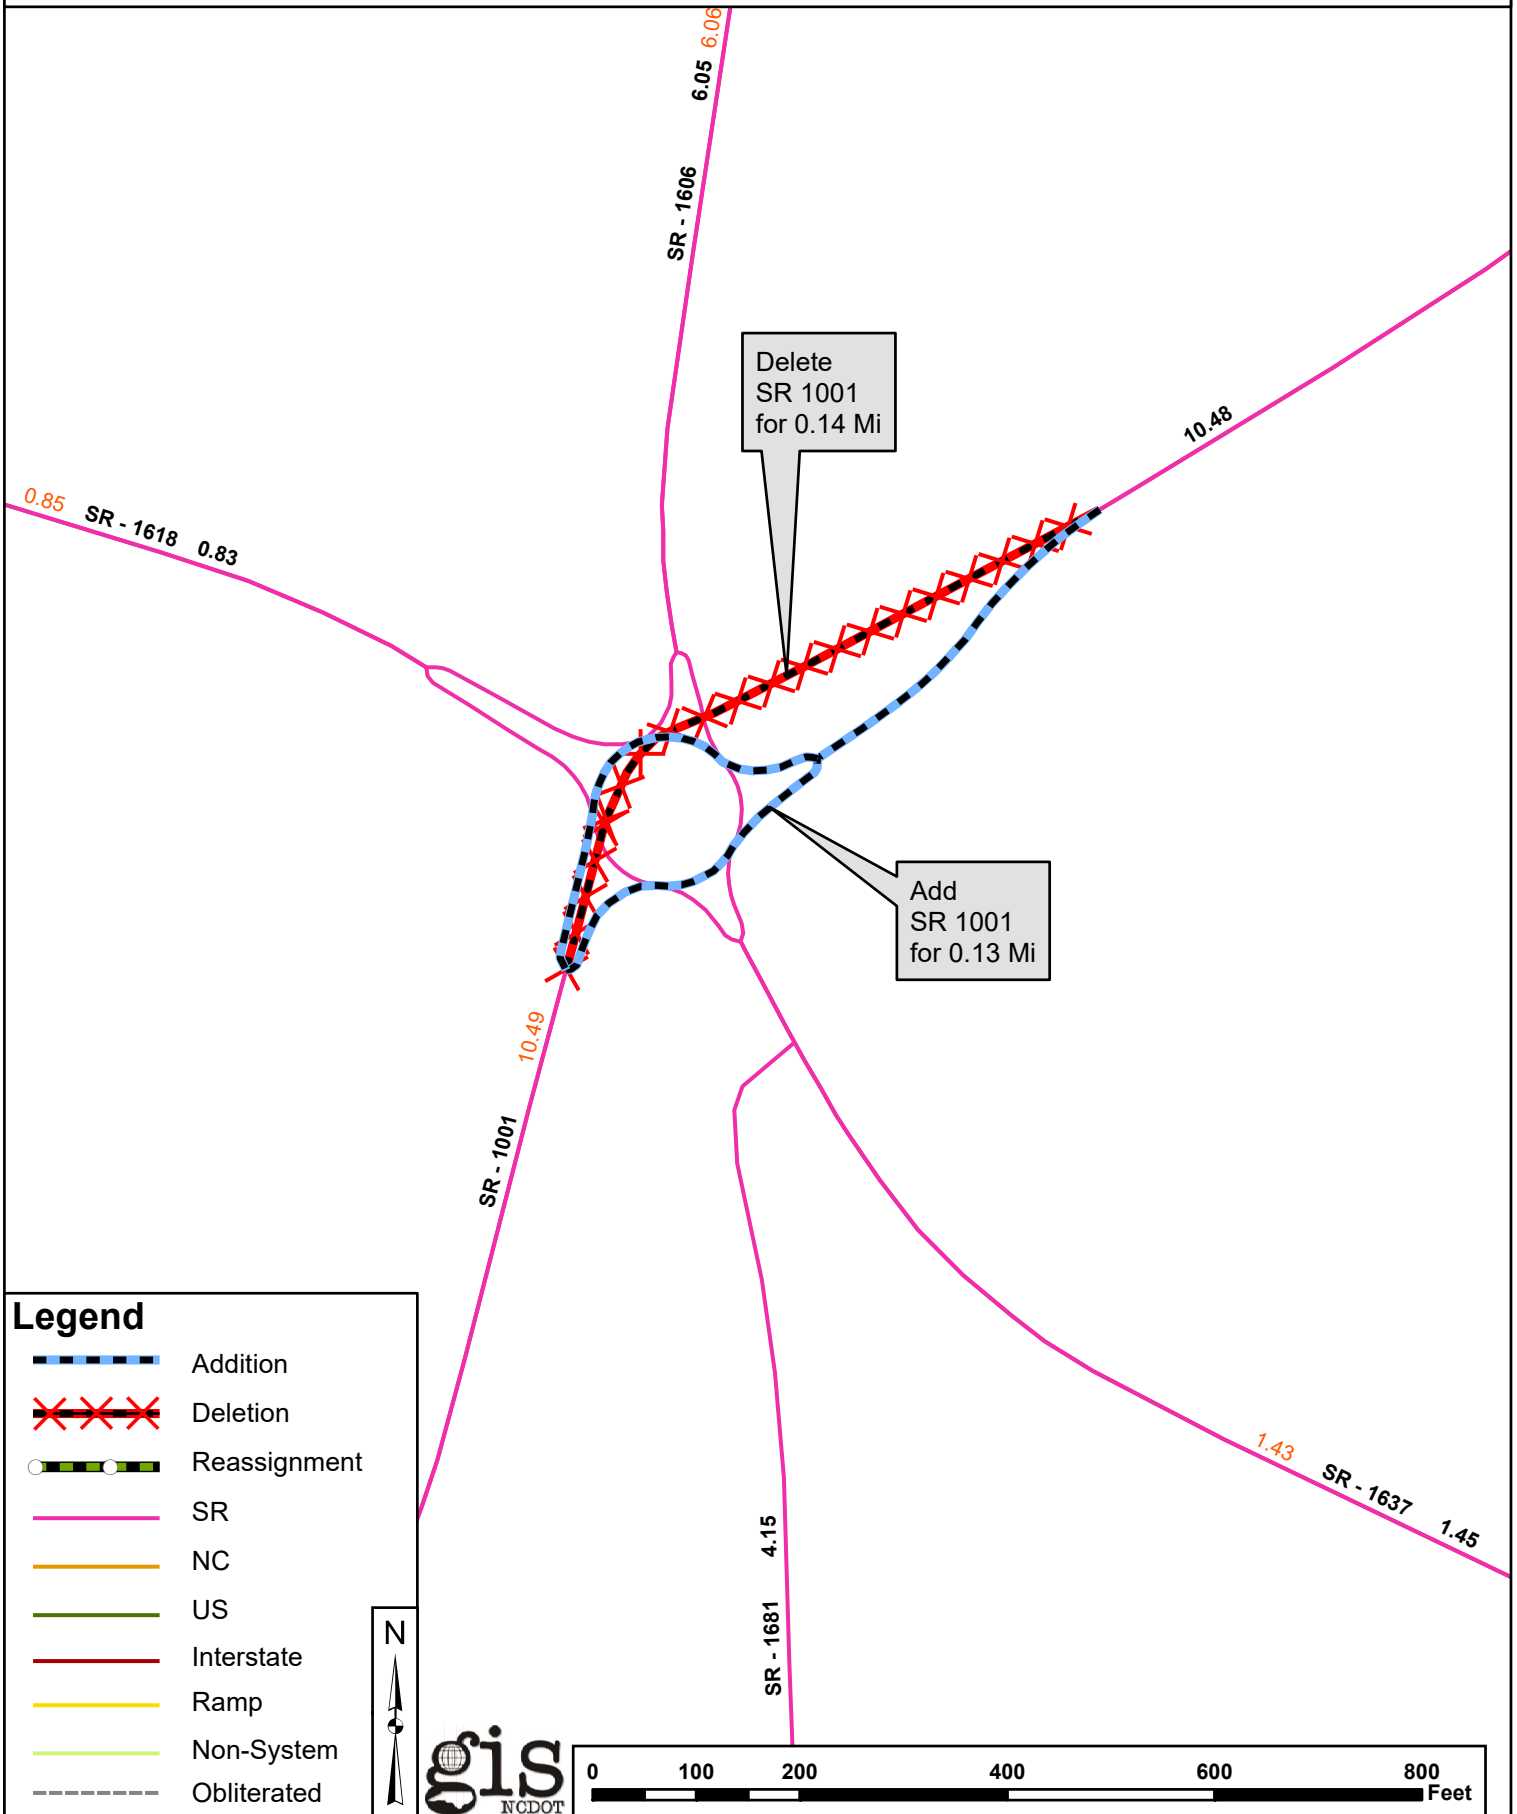 6.06
6.05
SR - 1606
Delete
SR 1001
for 0.14 Mi
10.48
0.85
SR - 1618 0.83
Add
SR 1001
for 0.13 Mi
10.49
SR - 1001
1.43
SR - 1637 1.45
4.15
SR - 1681
Legend
Addition
Deletion
Reassignment
SR
NC
US
Interstate
Ramp
Non-System
Obliterated
N
gis
NCDOT
0 100 200 400 600 800
Feet